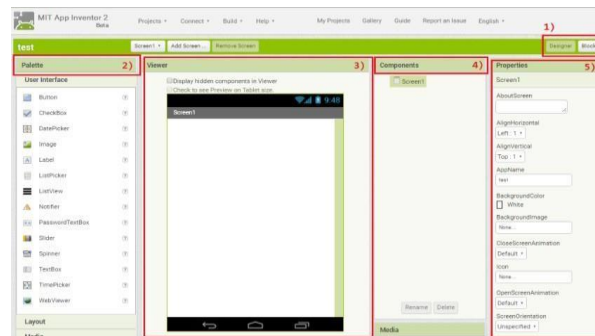 MIT App Inventor 2
Beta
Projects Connect Build Help My Projects Gallery Guide Report an Issue English
1)
test Screen1 Add Screen ... Remove Screen Designer Block
Palette 2) Viewer 3) Components 4) Properties 5)
User Interface
Button
CheckBox
DatePicker
Image
Label
ListPicker
ListView
Notifier
PasswordTextBox
Slider
Spinner
TextBox
TimePicker
WebViewer
Layout
Media
Display hidden components in Viewer
Check to see Preview on Tablet size.
9:48
Screen1
Screen1
Rename Delete
Media
Screen1
AboutScreen
AlignHorizontal
Left : 1
AlignVertical
Top : 1
AppName
test
BackgroundColor
White
BackgroundImage
None...
CloseScreenAnimation
Default
Icon
None...
OpenScreenAnimation
Default
ScreenOrientation
Unspecified